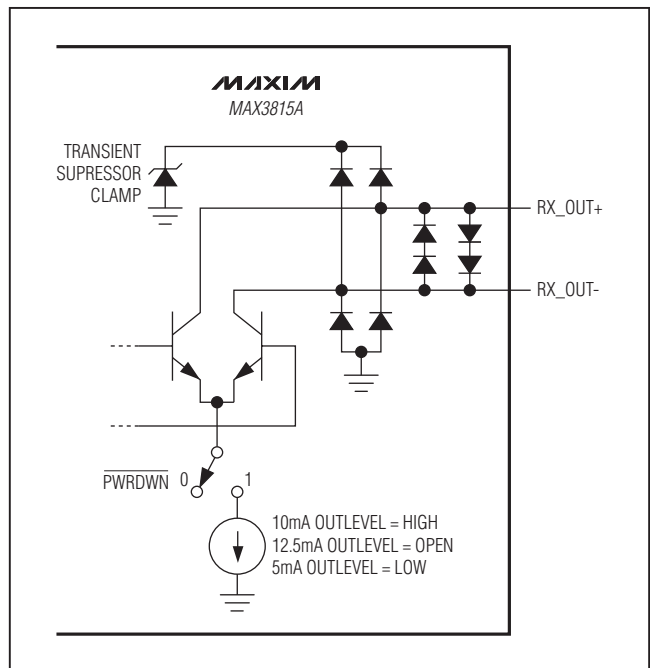 MAXIM
MAX3815A
TRANSIENT
SUPRESSOR
CLAMP
RX_OUT+
RX_OUT-
PWRDWN 0 1
10mA OUTLEVEL = HIGH
12.5mA OUTLEVEL = OPEN
5mA OUTLEVEL = LOW